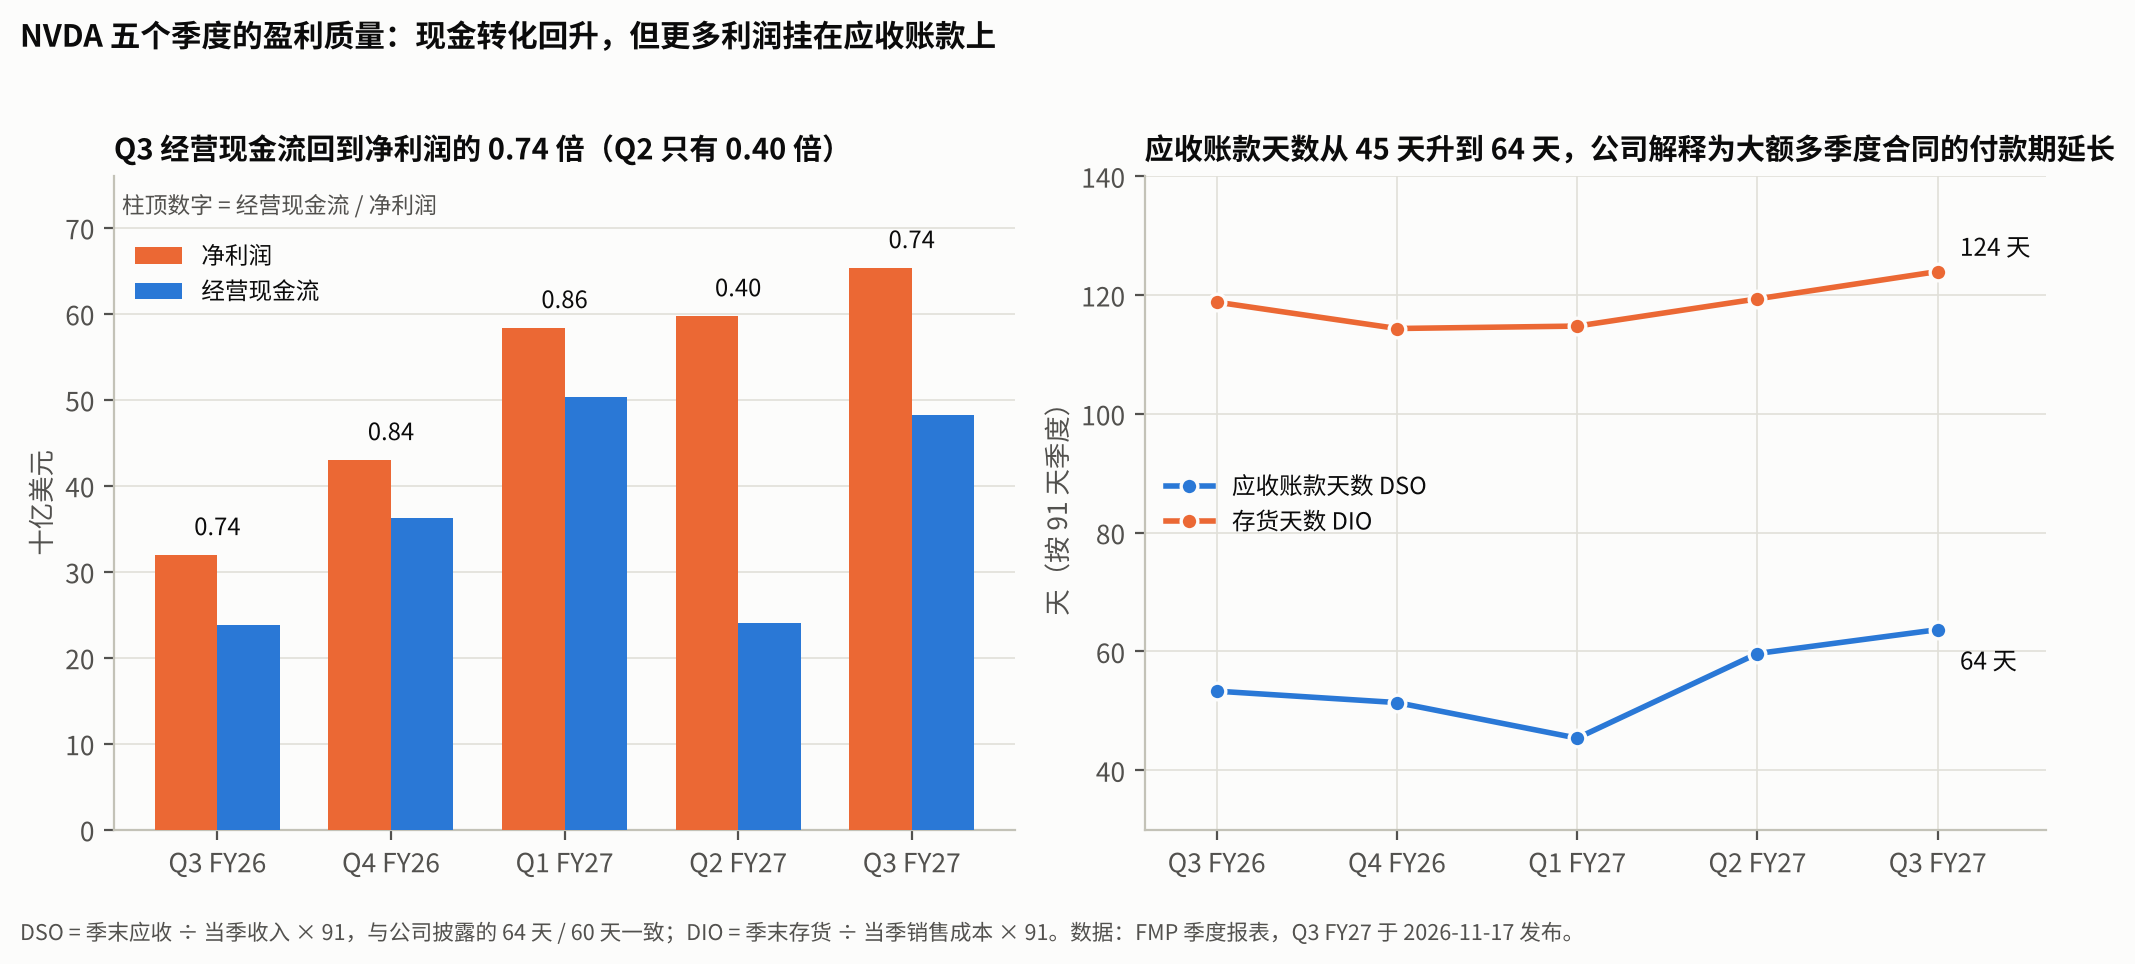 NVDA 五个季度的盈利质量：现金转化回升，但更多利润挂在应收账款上
Q3 经营现金流回到净利润的 0.74 倍（Q2 只有 0.40 倍）
柱顶数字 = 经营现金流 / 净利润
净利润
经营现金流
十亿美元
70
60
50
40
30
20
10
0
0.74
0.84
0.86
0.40
0.74
Q3 FY26
Q4 FY26
Q1 FY27
Q2 FY27
Q3 FY27
应收账款天数从 45 天升到 64 天，公司解释为大额多季度合同的付款期延长
天（按 91 天季度）
140
120
100
80
60
40
124 天
应收账款天数 DSO
存货天数 DIO
64 天
Q3 FY26
Q4 FY26
Q1 FY27
Q2 FY27
Q3 FY27
DSO = 季末应收 ÷ 当季收入 × 91，与公司披露的 64 天 / 60 天一致；DIO = 季末存货 ÷ 当季销售成本 × 91。数据：FMP 季度报表，Q3 FY27 于 2026-11-17 发布。